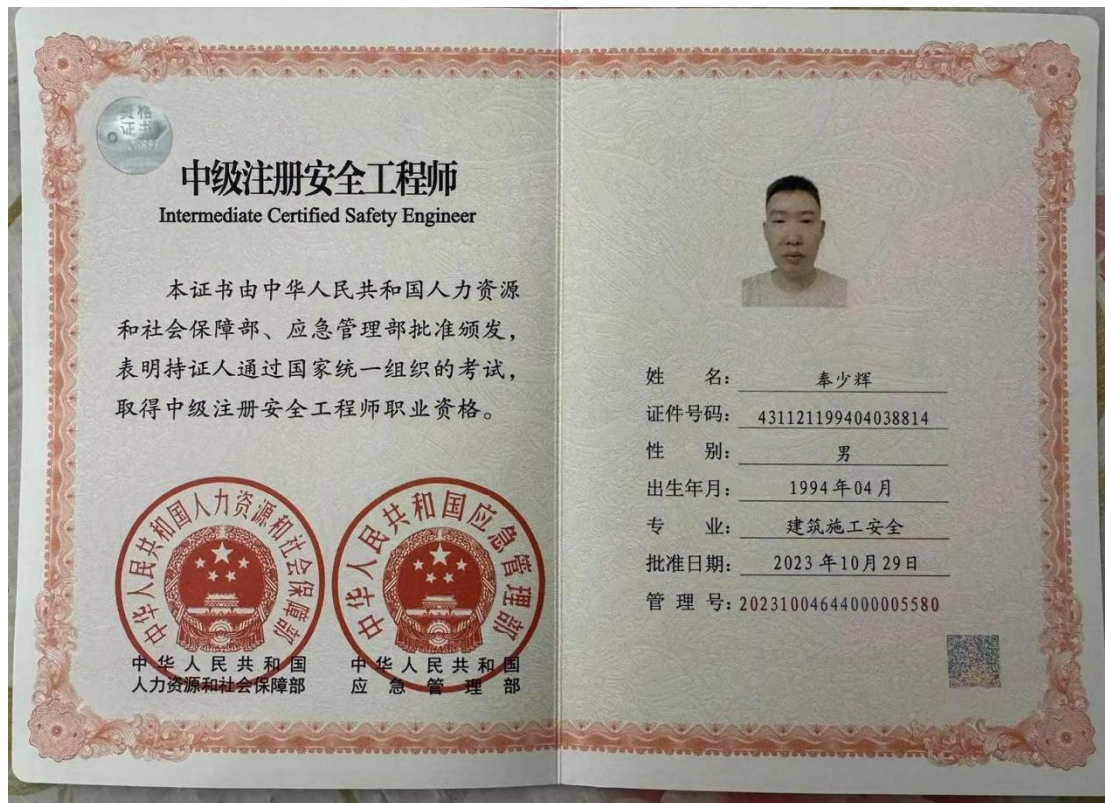 资格
证书
中级注册安全工程师
Intermediate Certified Safety Engineer
本证书由中华人民共和国人力资源
和社会保障部、应急管理部批准颁发，
表明持证人通过国家统一组织的考试，
取得中级注册安全工程师职业资格。
中华人民共和国人力资源和社会保障部
中华人民共和国应急管理部
中华人民共和国
人力资源和社会保障部
中华人民共和国
应急管理部
姓 名： 奉少辉
证件号码： 431121199404038814
性 别： 男
出生年月： 1994年04月
专 业： 建筑施工安全
批准日期： 2023年10月29日
管 理 号： 20231004644000005580